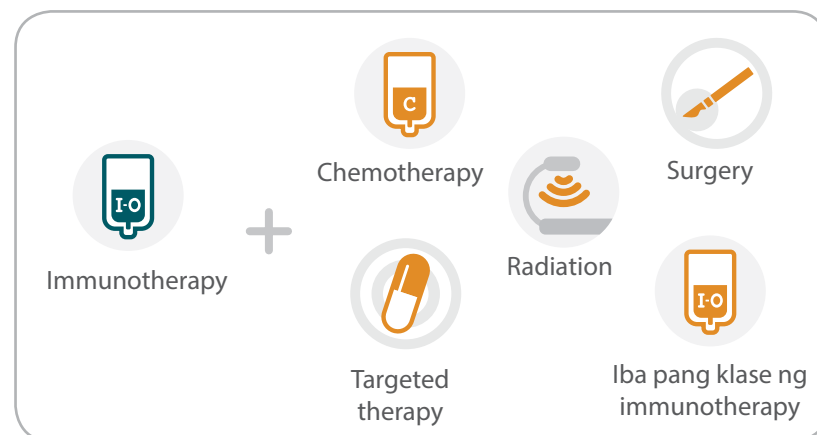 I-O
Immunotherapy
C
Chemotherapy
Targeted
therapy
Radiation
Surgery
I-O
Iba pang klase ng
immunotherapy